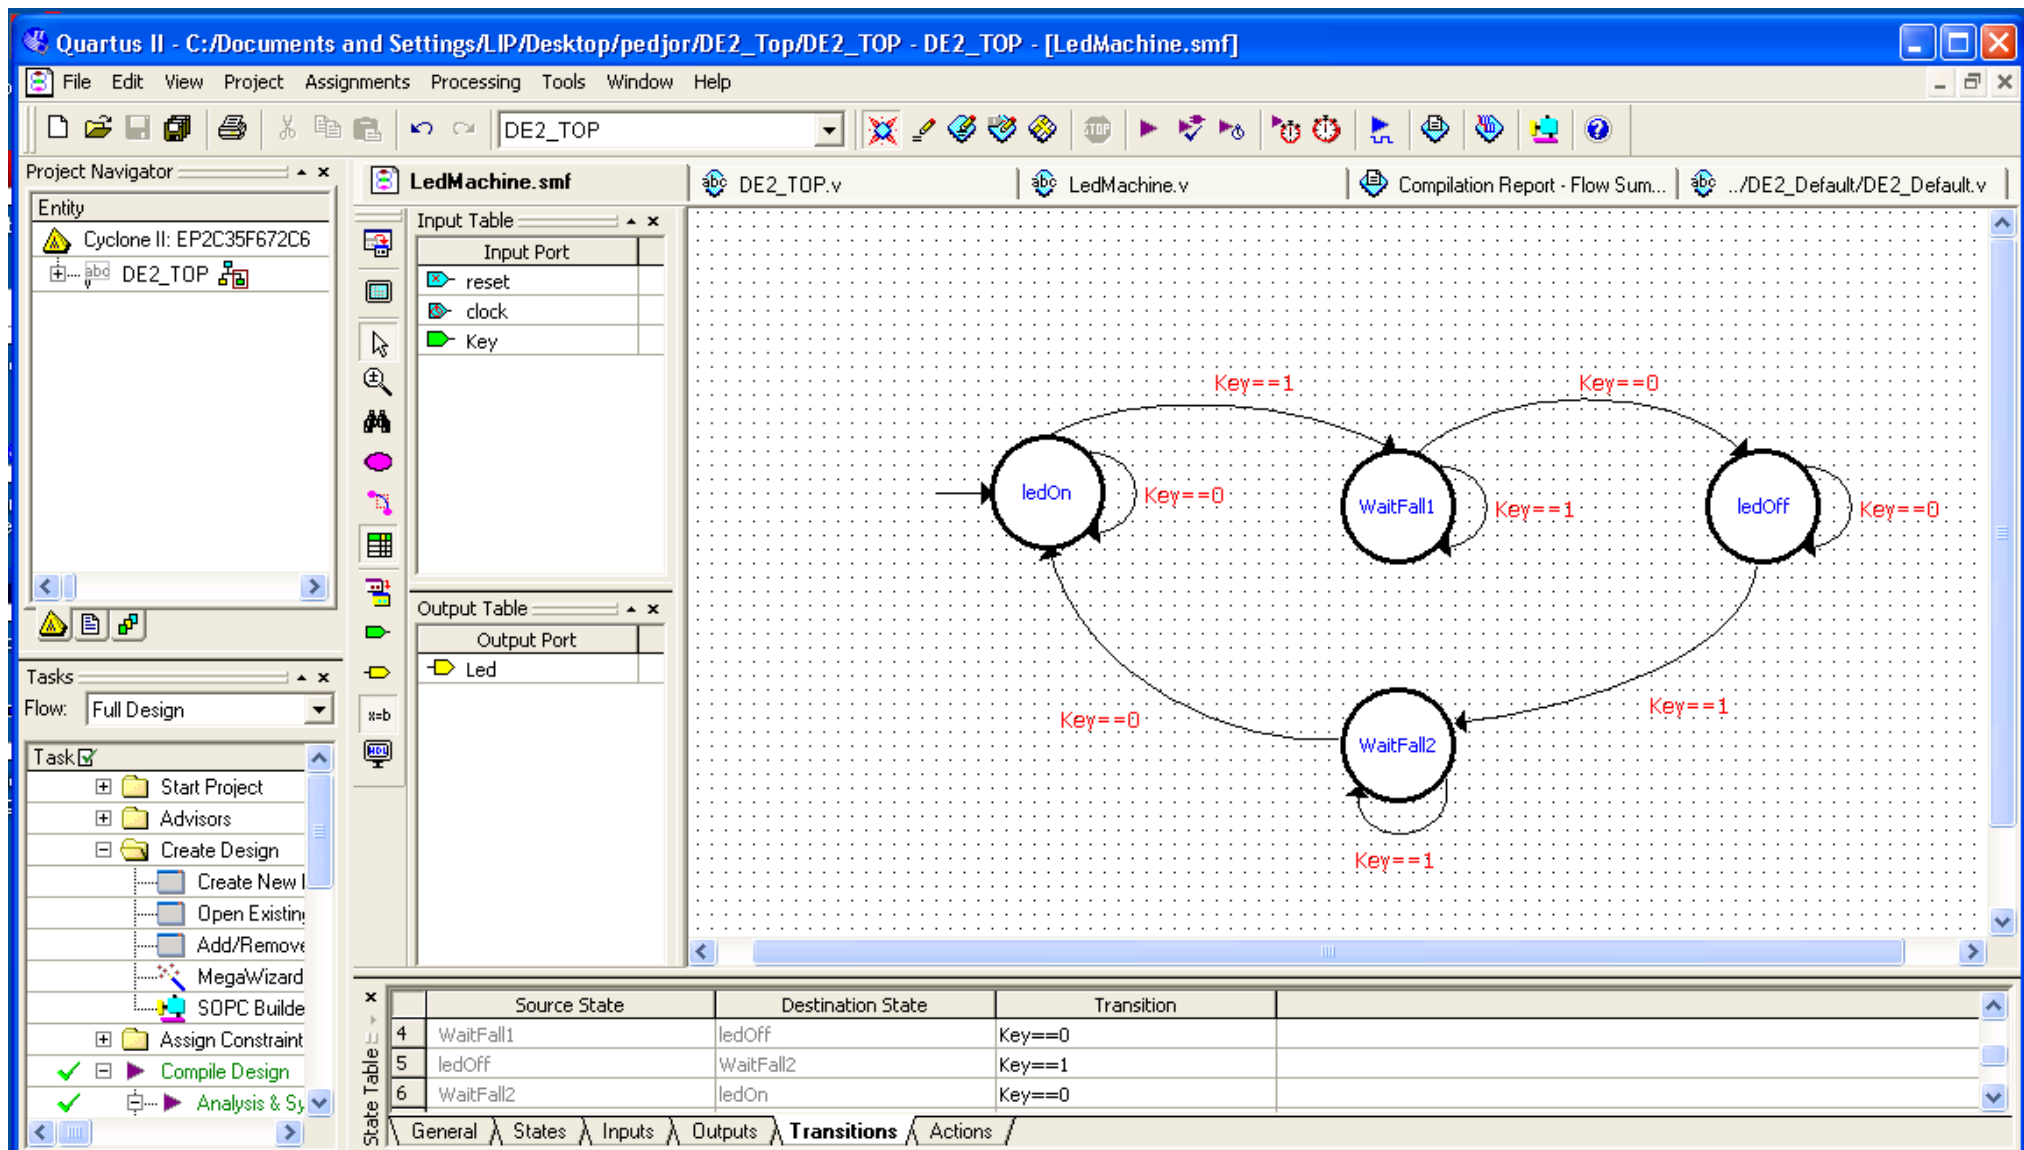 Quartus II - C:/Documents and Settings/LIP/Desktop/pedjor/DE2_Top/DE2_TOP - DE2_TOP - [LedMachine.smf]
File Edit View Project Assignments Processing Tools Window Help
DE2_TOP
STOP
Project Navigator
Entity
Cyclone II: EP2C35F672C6
abc DE2_TOP
LedMachine.smf
abc DE2_TOP.v
abc LedMachine.v
Compilation Report - Flow Sum...
abc .../DE2_Default/DE2_Default.v
Input Table
Input Port
reset
clock
Key
Output Table
Output Port
Led
x=b
HDL
Key==1
Key==0
ledOn
Key==0
WaitFall1
Key==1
ledOff
Key==0
Key==0
Key==1
WaitFall2
Key==1
Tasks
Flow: Full Design
Task
Start Project
Advisors
Create Design
Create New
Open Existin
Add/Remove
MegaWizard
SOPC Builde
Assign Constraint
Compile Design
Analysis & Sy
State Table
Source State Destination State Transition
4 WaitFall1 ledOff Key==0
5 ledOff WaitFall2 Key==1
6 WaitFall2 ledOn Key==0
General States Inputs Outputs Transitions Actions